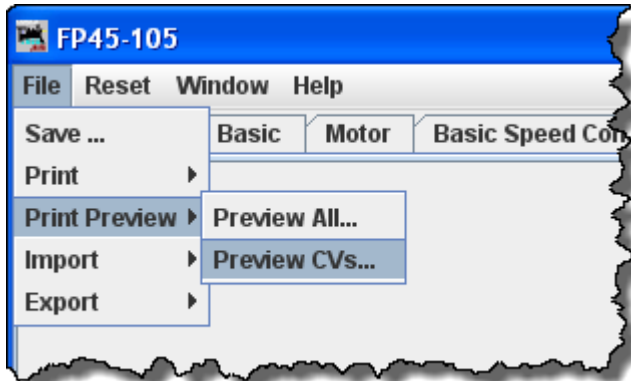 FP45-105
File Reset Window Help
Save ... Basic Motor Basic Speed Con
Print
Print Preview Preview All...
Import Preview CVs...
Export